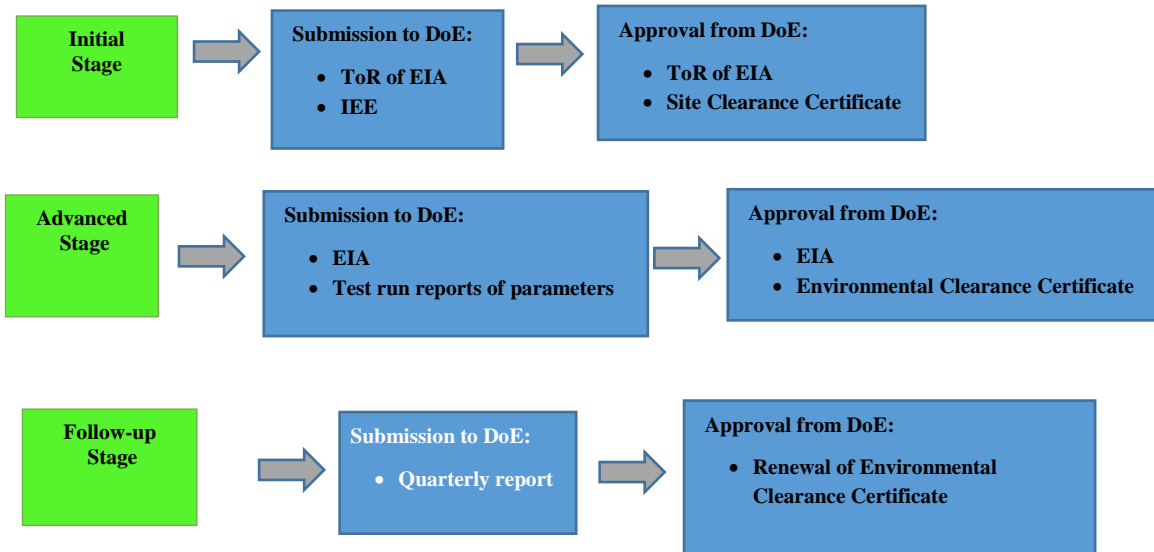 Initial
Stage
Submission to DoE:
• ToR of EIA
• IEE
Approval from DoE:
• ToR of EIA
• Site Clearance Certificate
Advanced
Stage
Submission to DoE:
• EIA
• Test run reports of parameters
Approval from DoE:
• EIA
• Environmental Clearance Certificate
Follow-up
Stage
Submission to DoE:
• Quarterly report
Approval from DoE:
• Renewal of Environmental
Clearance Certificate